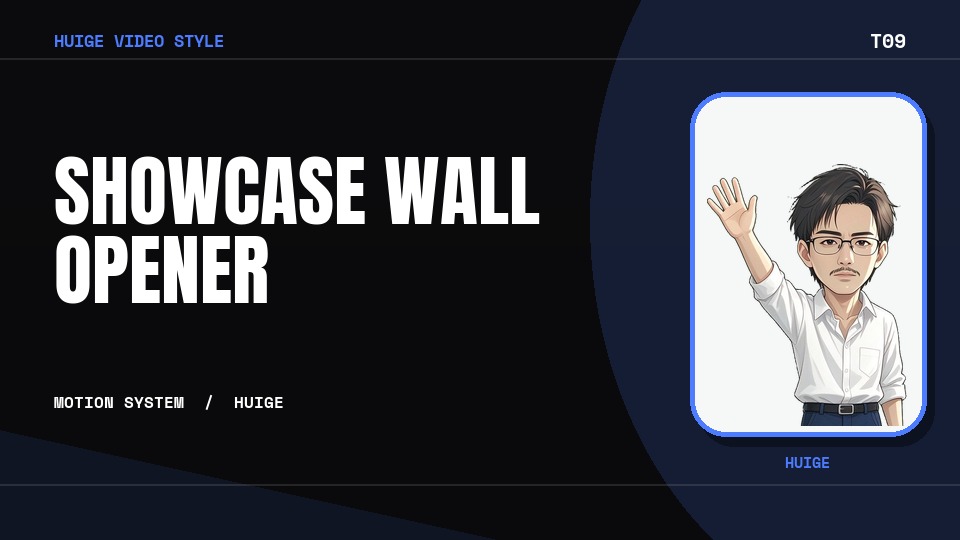 HUIGE VIDEO STYLE
T09
SHOWCASE WALL
OPENER
MOTION SYSTEM / HUIGE
HUIGE